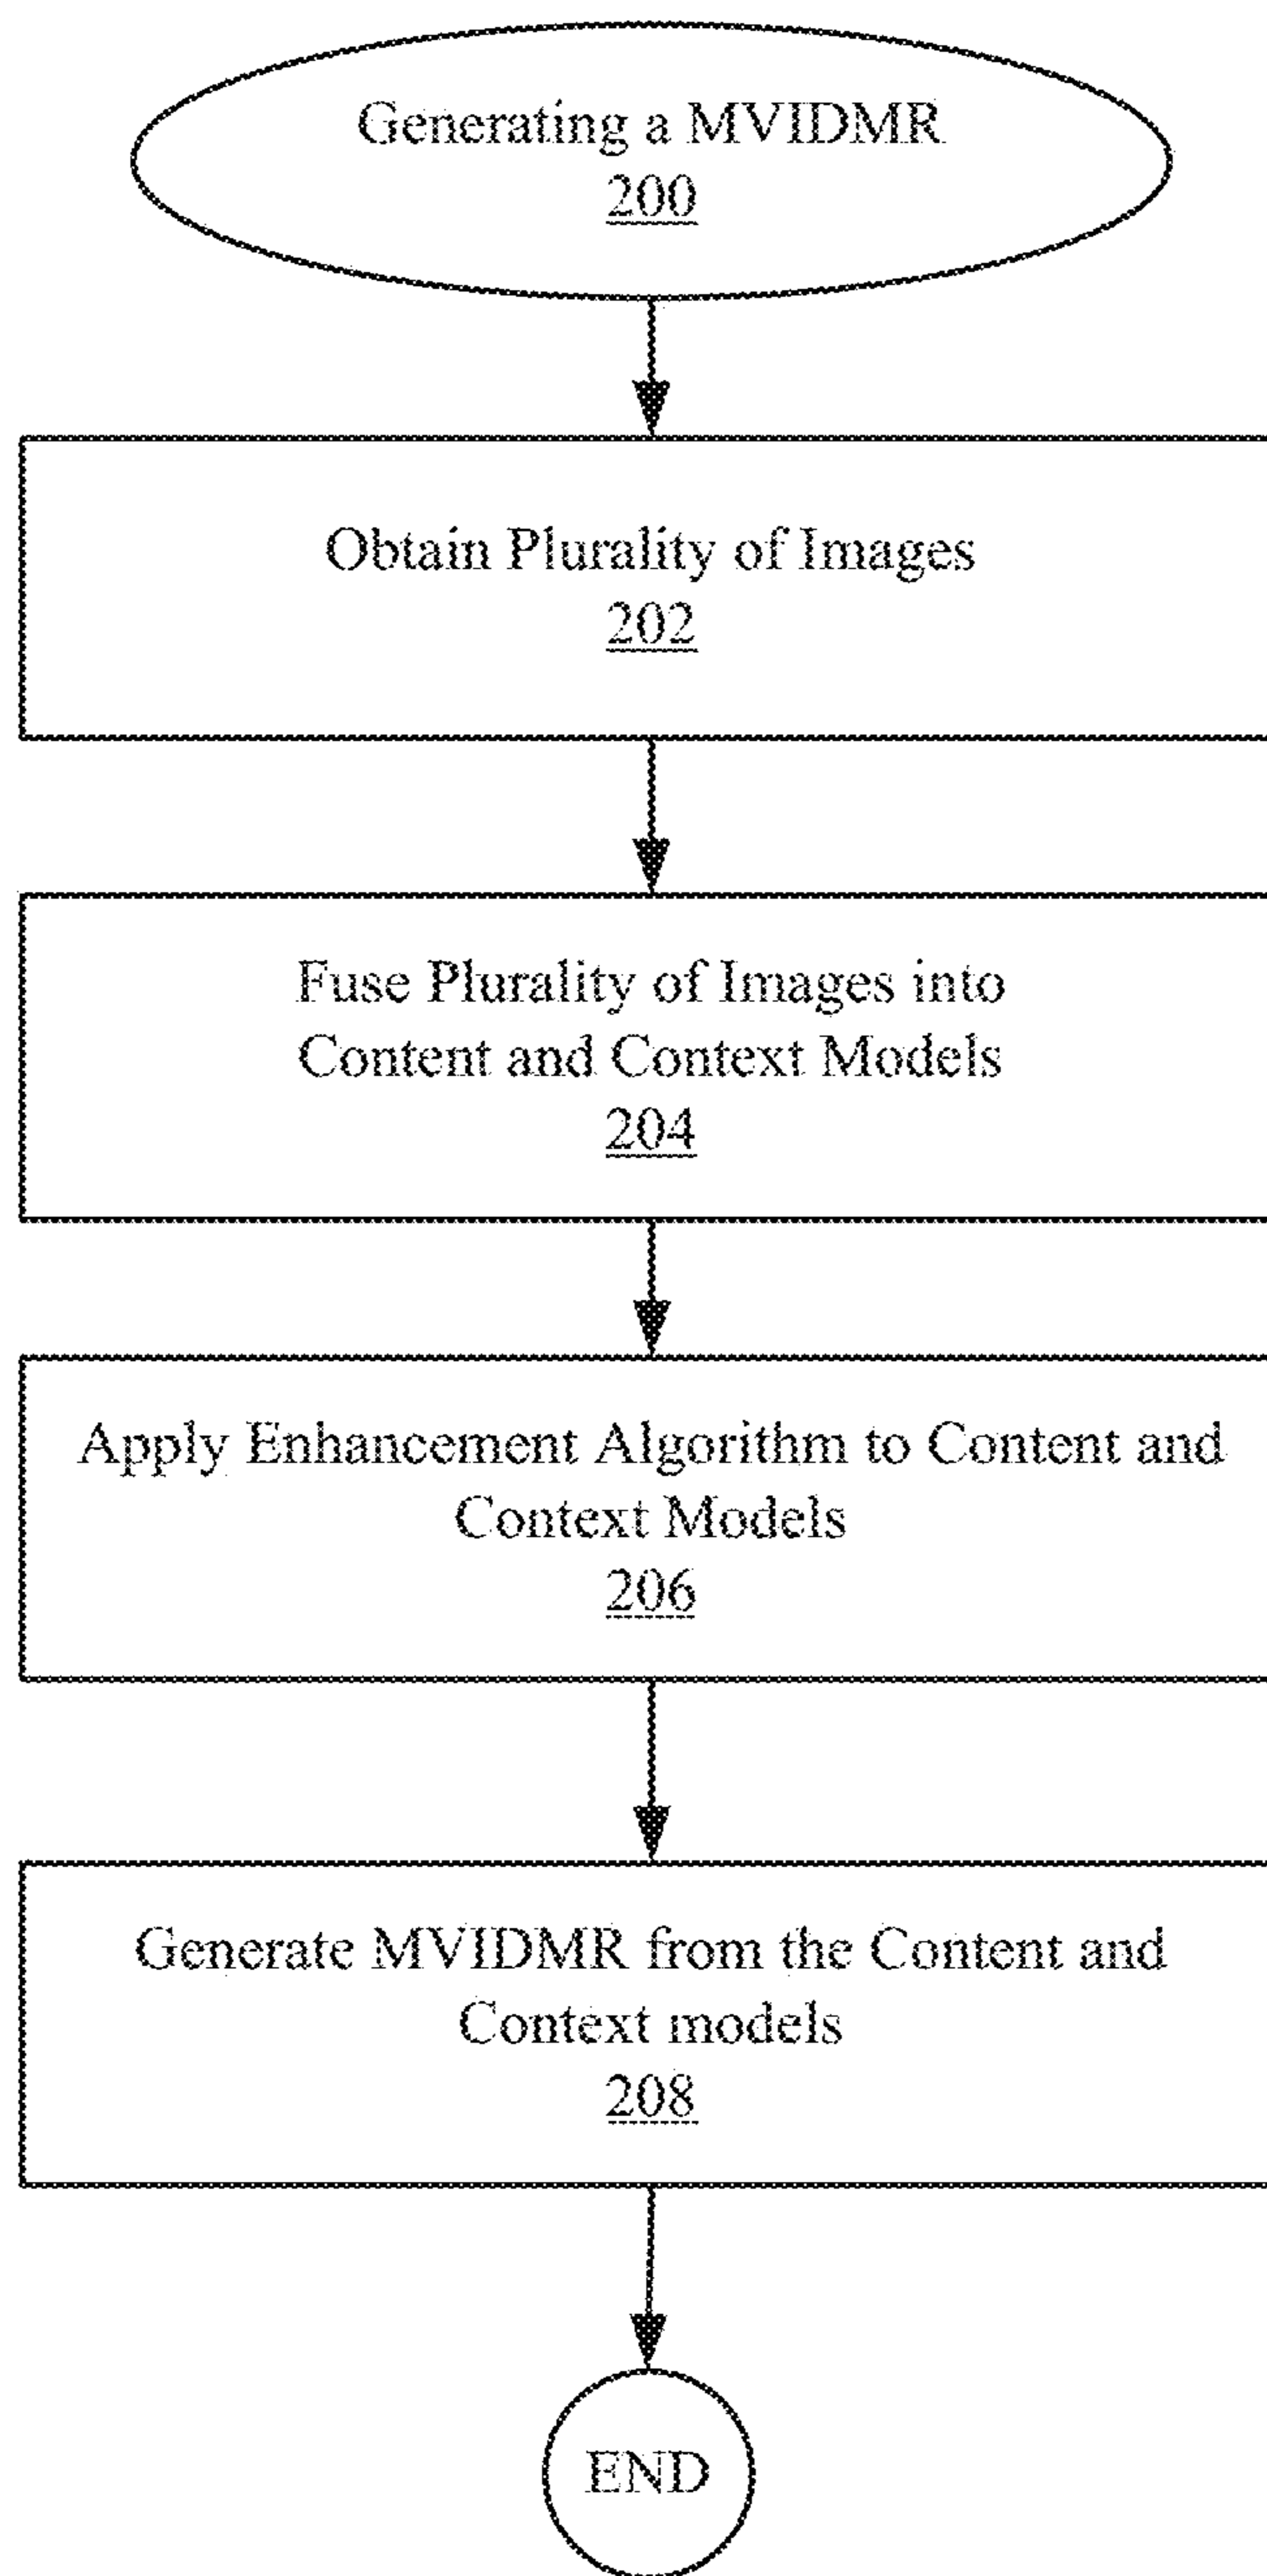 Generating a MVIDMR
200
Obtain Plurality of Images
202
Fuse Plurality of Images into
Content and Context Models
204
Apply Enhancement Algorithm to Content and
Context Models
206
Generate MVIDMR from the Content and
Context models
208
END